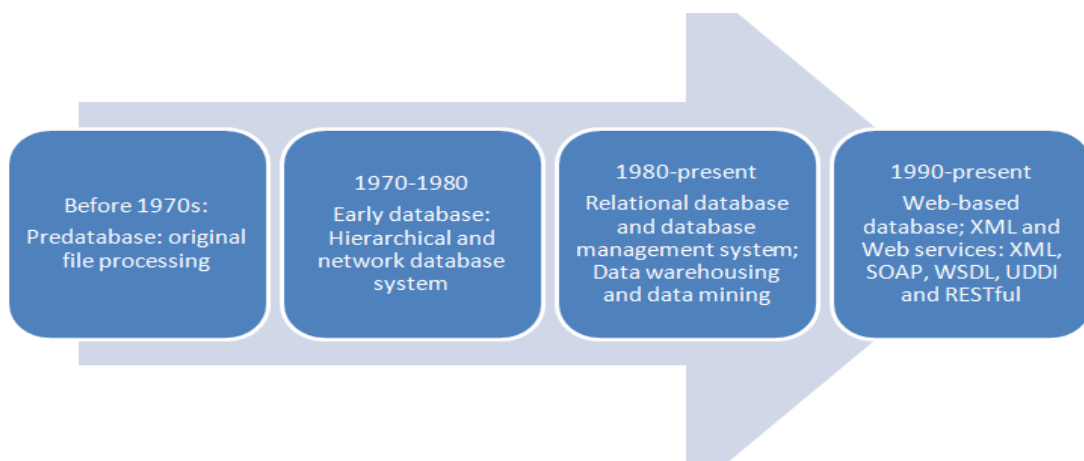 Before 1970s:
Predatabase: original
file processing
1970-1980
Early database:
Hierarchical and
network database
system
1980-present
Relational database
and database
management system;
Data warehousing
and data mining
1990-present
Web-based
database; XML and
Web services: XML,
SOAP, WSDL, UDDI
and RESTful